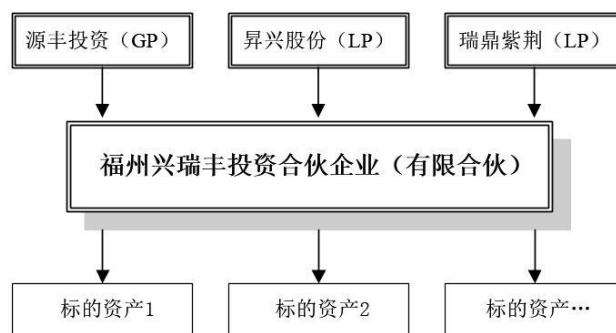 源丰投资（GP）
昇兴股份（LP）
瑞鼎紫荆（LP）
福州兴瑞丰投资合伙企业（有限合伙）
标的资产1
标的资产2
标的资产…